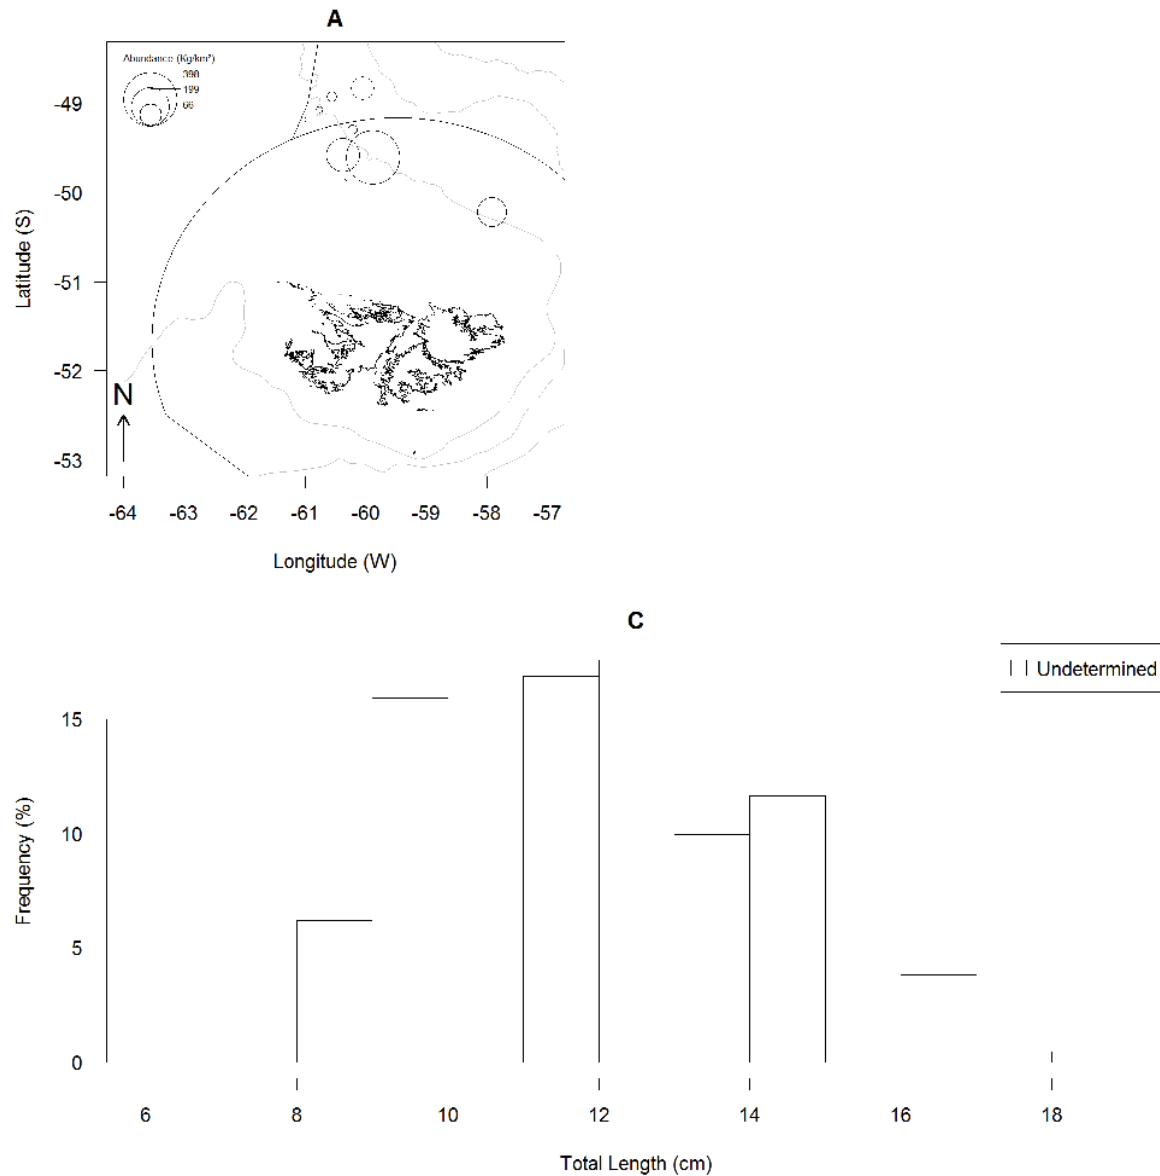 A
Abundance (Kg/km²)
398
199
66
-49
-50
-51
-52
-53
Latitude (S)
N
-64 -63 -62 -61 -60 -59 -58 -57
Longitude (W)
C
Undetermined
15
10
5
0
Frequency (%)
6 8 10 12 14 16 18
Total Length (cm)